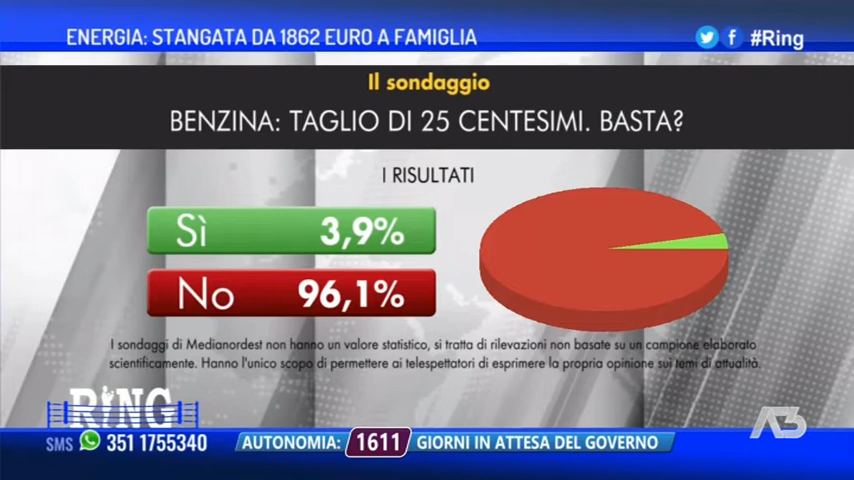 ENERGIA: STANGATA DA 1862 EURO A FAMIGLIA
#Ring
Il sondaggio
BENZINA: TAGLIO DI 25 CENTESIMI. BASTA?
I RISULTATI
Sì 3,9%
No 96,1%
I sondaggi di Medianordest non hanno un valore statistico, si tratta di rilevazioni non basate su un campione elaborato
scientificamente. Hanno l'unico scopo di permettere ai telespettatori di esprimere la propria opinione sui temi di attualità.
RING
A3
SMS 351 1755340
AUTONOMIA: 1611 GIORNI IN ATTESA DEL GOVERNO